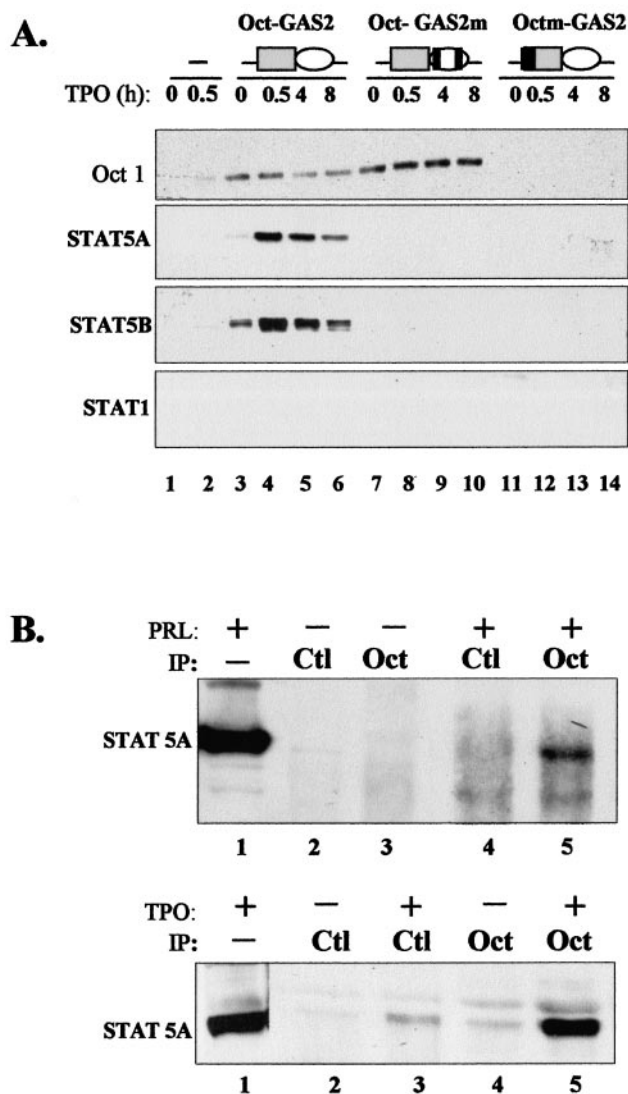 A.
Oct-GAS2 Oct- GAS2m Octm-GAS2
—
TPO (h): 0 0.5 0 0.5 4 8 0 0.5 4 8 0 0.5 4 8
Oct 1
STAT5A
STAT5B
STAT1
1 2 3 4 5 6 7 8 9 10 11 12 13 14
B.
PRL: + — — + +
IP: — Ctl Oct Ctl Oct
STAT 5A
1 2 3 4 5
TPO: + — + — +
IP: — Ctl Ctl Oct Oct
STAT 5A
1 2 3 4 5